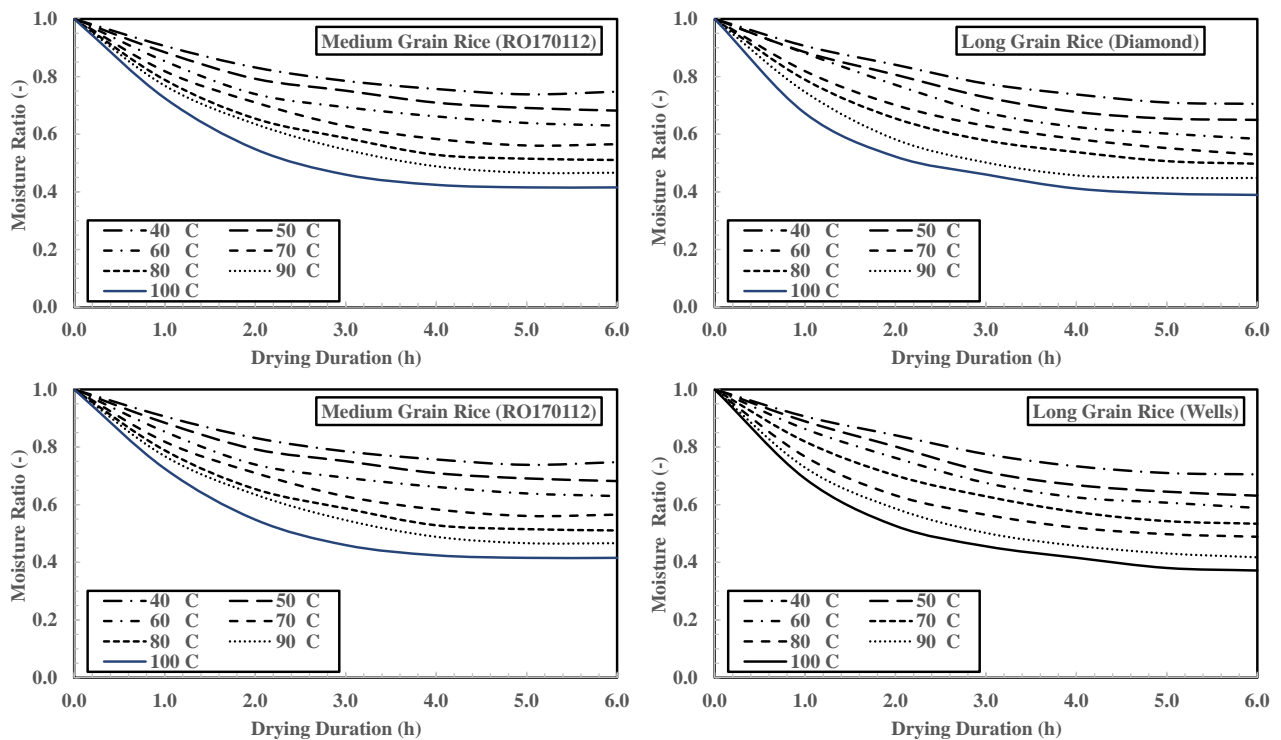 Medium Grain Rice (RO170112)
Moisture Ratio (-)
1.0
0.8
0.6
0.4
0.2
0.0
40 C
50 C
60 C
70 C
80 C
90 C
100 C
0.0 1.0 2.0 3.0 4.0 5.0 6.0
Drying Duration (h)
Long Grain Rice (Diamond)
Moisture Ratio (-)
1.0
0.8
0.6
0.4
0.2
0.0
40 C
50 C
60 C
70 C
80 C
90 C
100 C
0.0 1.0 2.0 3.0 4.0 5.0 6.0
Drying Duration (h)
Medium Grain Rice (RO170112)
Moisture Ratio (-)
1.0
0.8
0.6
0.4
0.2
0.0
40 C
50 C
60 C
70 C
80 C
90 C
100 C
0.0 1.0 2.0 3.0 4.0 5.0 6.0
Drying Duration (h)
Long Grain Rice (Wells)
Moisture Ratio (-)
1.0
0.8
0.6
0.4
0.2
0.0
40 C
50 C
60 C
70 C
80 C
90 C
100 C
0.0 1.0 2.0 3.0 4.0 5.0 6.0
Drying Duration (h)